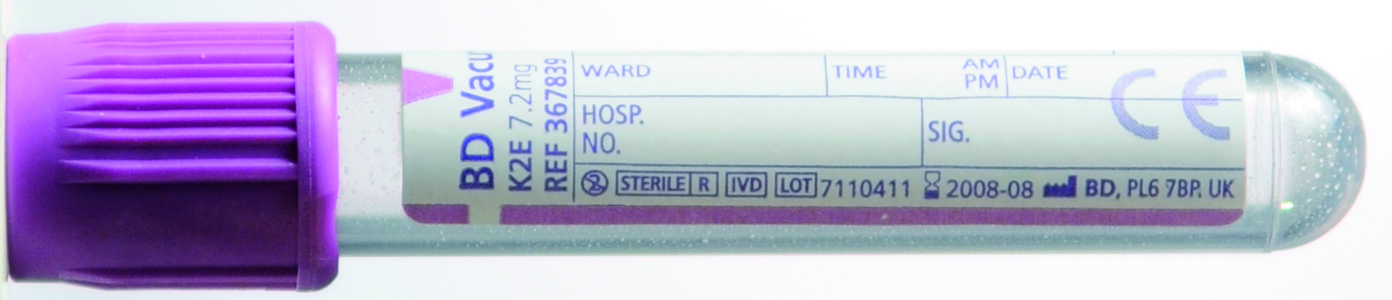 BD Vacu
K2E 7.2mg
REF 367839
WARD
TIME
AM
PM
DATE
HOSP.
NO.
SIG.
CE
2 STERILE R IVD LOT 7110411 2008-08 BD, PL6 7BP. UK